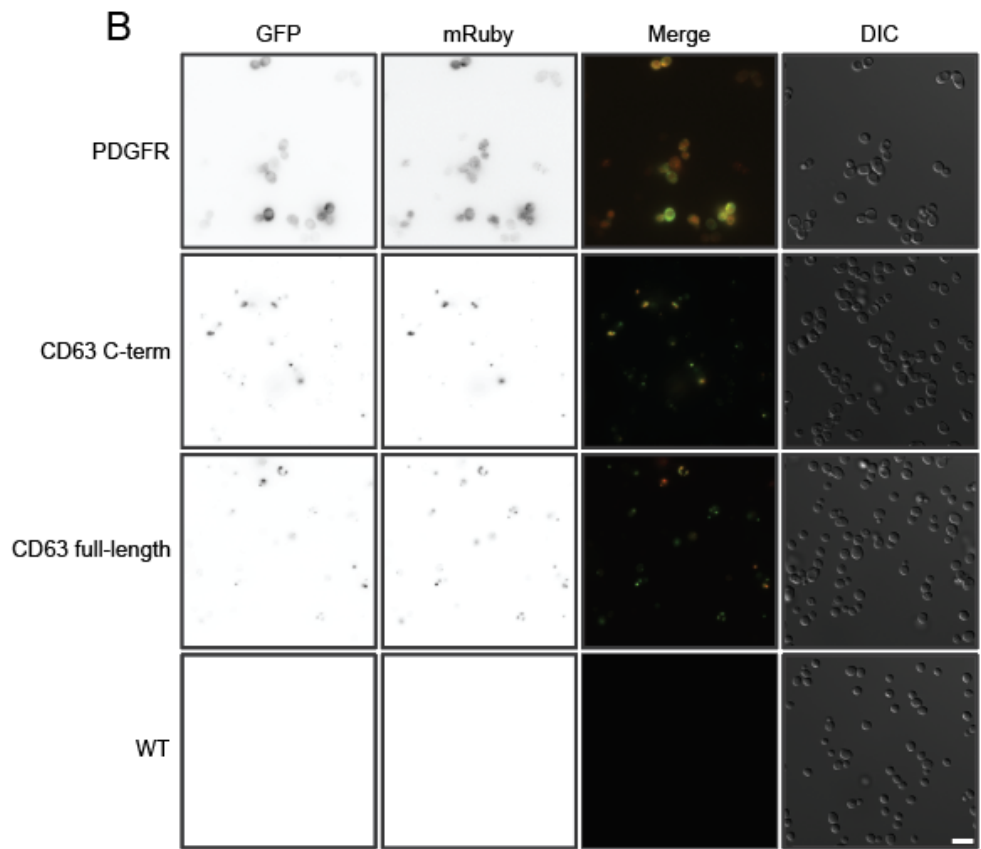 B
GFP mRuby Merge DIC
PDGFR
CD63 C-term
CD63 full-length
WT